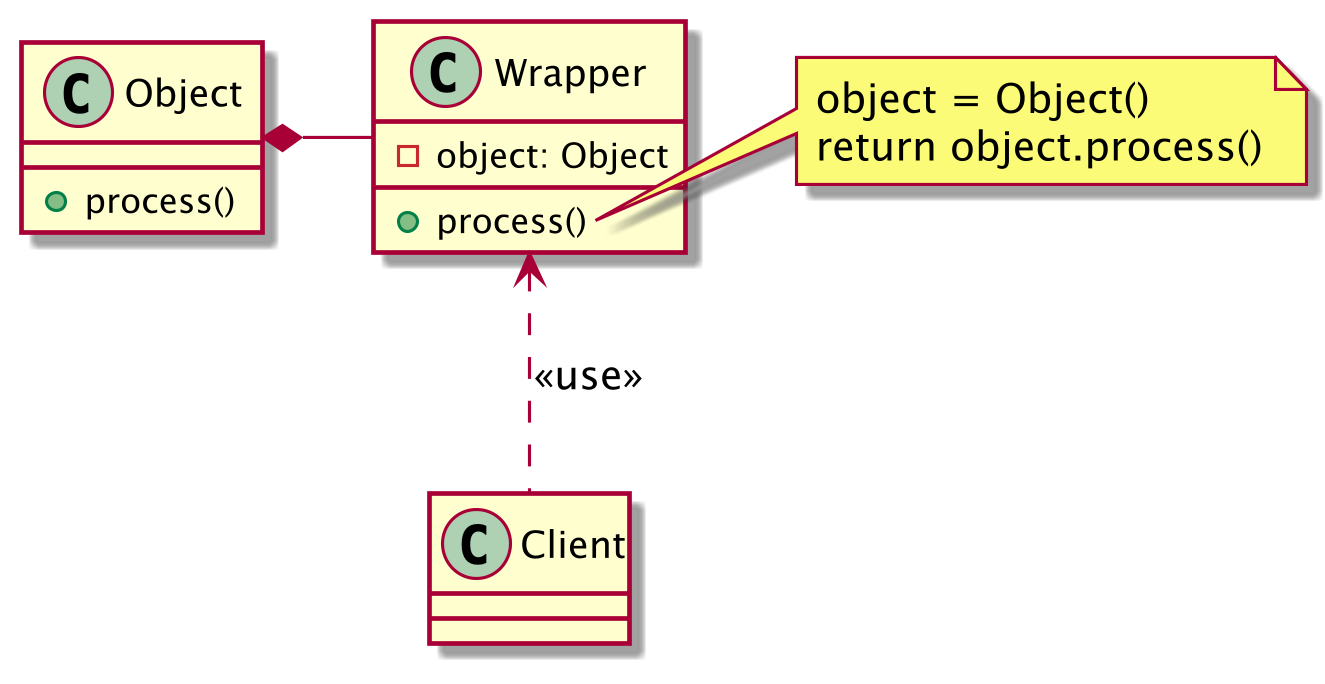 C Object
process()
C Wrapper
object: Object
process()
object = Object()
return object.process()
«use»
C Client